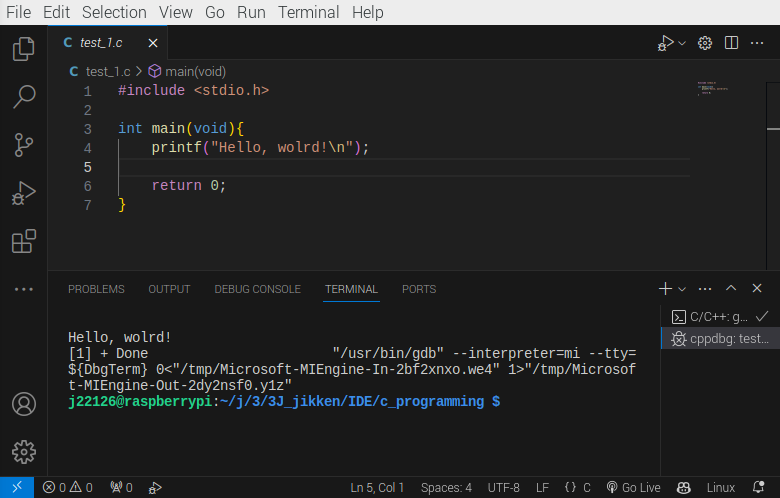 File Edit Selection View Go Run Terminal Help
C test_1.c
C test_1.c > main(void)
1 #include <stdio.h>
2
3 int main(void){
4 printf("Hello, wolrd!\n");
5
6 return 0;
7 }
PROBLEMS OUTPUT DEBUG CONSOLE TERMINAL PORTS
Hello, wolrd!
[1] + Done "/usr/bin/gdb" --interpreter=mi --tty=
${DbgTerm} 0<"/tmp/Microsoft-MIEngine-In-2bf2xnxo.we4" 1>"/tmp/Microsof
t-MIEngine-Out-2dy2nsf0.y1z"
j22126@raspberrypi:~/j/3/3J_jikken/IDE/c_programming $
C/C++: g...
cppdbg: test...
0 0 0 Ln 5, Col 1 Spaces: 4 UTF-8 LF {} C Go Live Linux